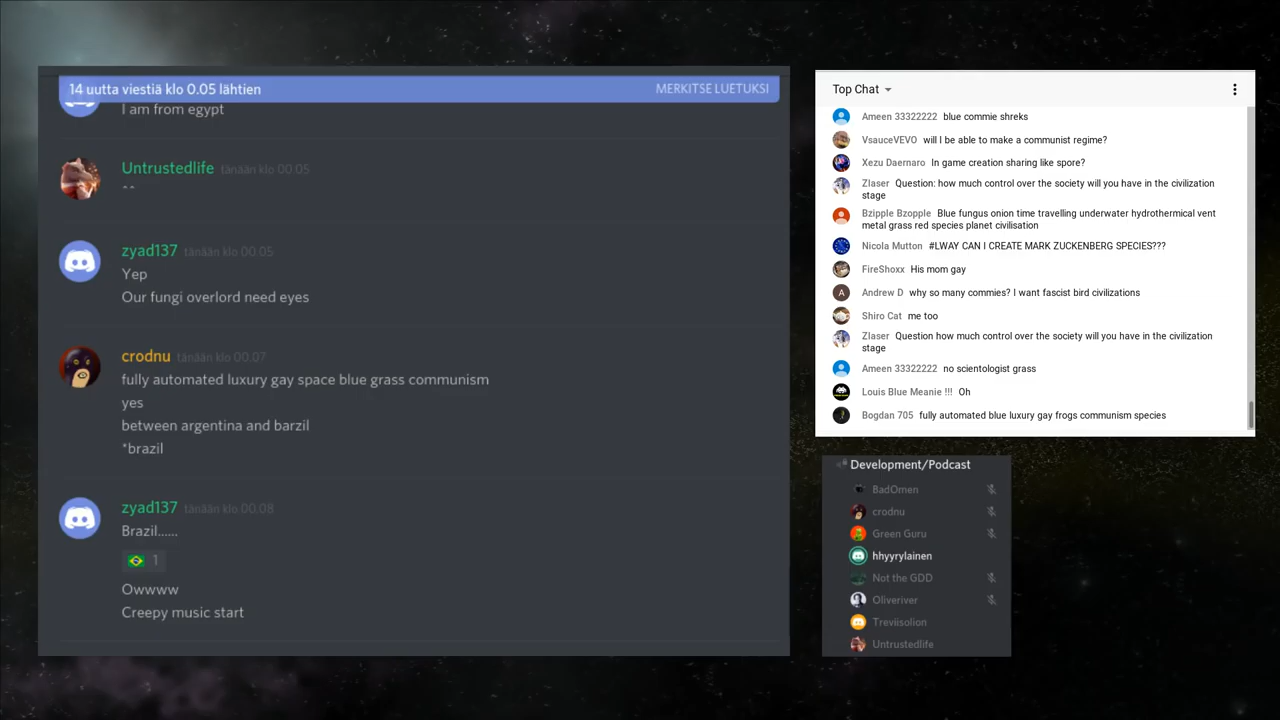 14 uutta viestiä klo 0.05 lähtien
MERKITSE LUETUKSI
I am from egypt
Untrustedlife tänään klo 00.05
^^
zyad137 tänään klo 00.05
Yep
Our fungi overlord need eyes
crodnu tänään klo 00.07
fully automated luxury gay space blue grass communism
yes
between argentina and barzil
*brazil
zyad137 tänään klo 00.08
Brazil......
1
Owwww
Creepy music start
Top Chat
Ameen 33322222 blue commie shreks
VsauceVEVO will I be able to make a communist regime?
Xezu Daernaro In game creation sharing like spore?
Zlaser Question: how much control over the society will you have in the civilization
stage
Bzipple Bzopple Blue fungus onion time travelling underwater hydrothermical vent
metal grass red species planet civilisation
Nicola Mutton #LWAY CAN I CREATE MARK ZUCKENBERG SPECIES???
FireShoxx His mom gay
A
Andrew D why so many commies? I want fascist bird civilizations
Shiro Cat me too
Zlaser Question how much control over the society will you have in the civilization
stage
Ameen 33322222 no scientologist grass
Louis Blue Meanie !!! Oh
Bogdan 705 fully automated blue luxury gay frogs communism species
Development/Podcast
BadOmen
crodnu
Green Guru
hhyyrylainen
Not the GDD
Oliveriver
Treviisolion
Untrustedlife